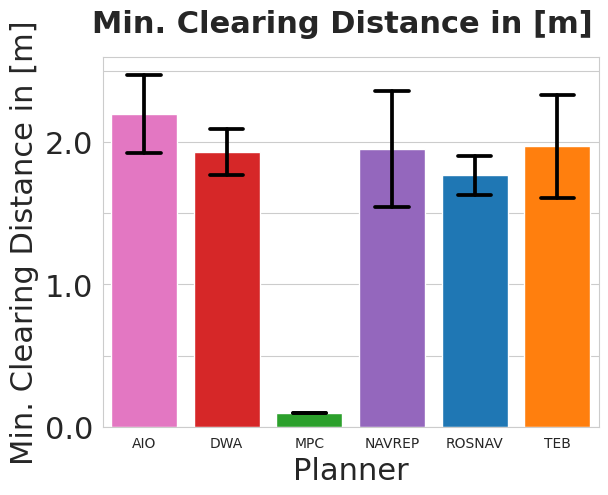 Min. Clearing Distance in [m]
Min. Clearing Distance in [m]
2.0
1.0
0.0
AIO DWA MPC NAVREP ROSNAV TEB
Planner